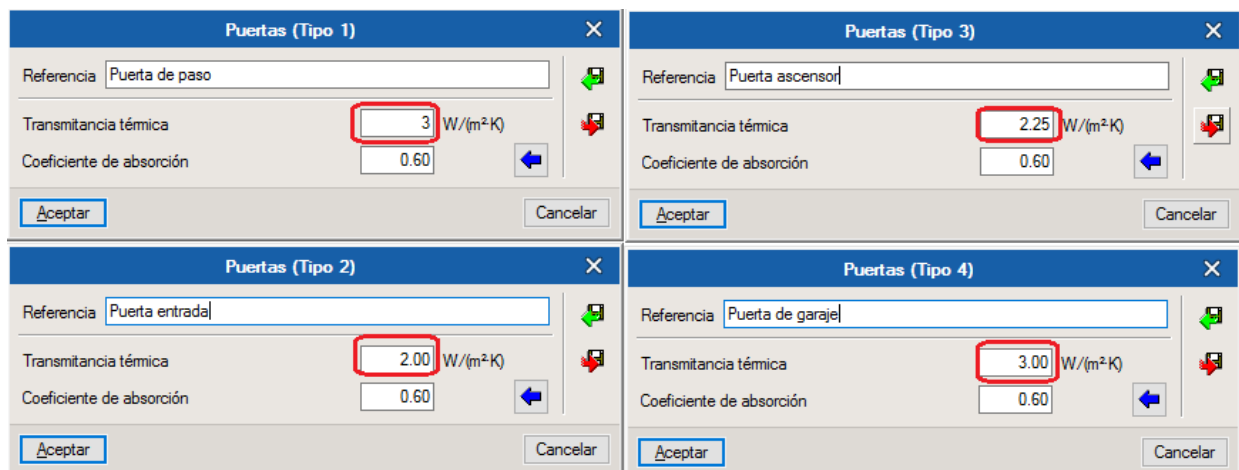 Puertas (Tipo 1)
Referencia Puerta de paso
Transmitancia térmica 3 W/(m²·K)
Coeficiente de absorción 0.60
Aceptar Cancelar
Puertas (Tipo 3)
Referencia Puerta ascensor
Transmitancia térmica 2.25 W/(m²·K)
Coeficiente de absorción 0.60
Aceptar Cancelar
Puertas (Tipo 2)
Referencia Puerta entrada
Transmitancia térmica 2.00 W/(m²·K)
Coeficiente de absorción 0.60
Aceptar Cancelar
Puertas (Tipo 4)
Referencia Puerta de garaje
Transmitancia térmica 3.00 W/(m²·K)
Coeficiente de absorción 0.60
Aceptar Cancelar